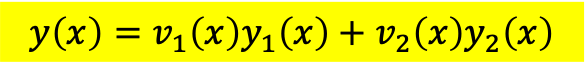 y(x) = v₁(x)y₁(x) + v₂(x)y₂(x)